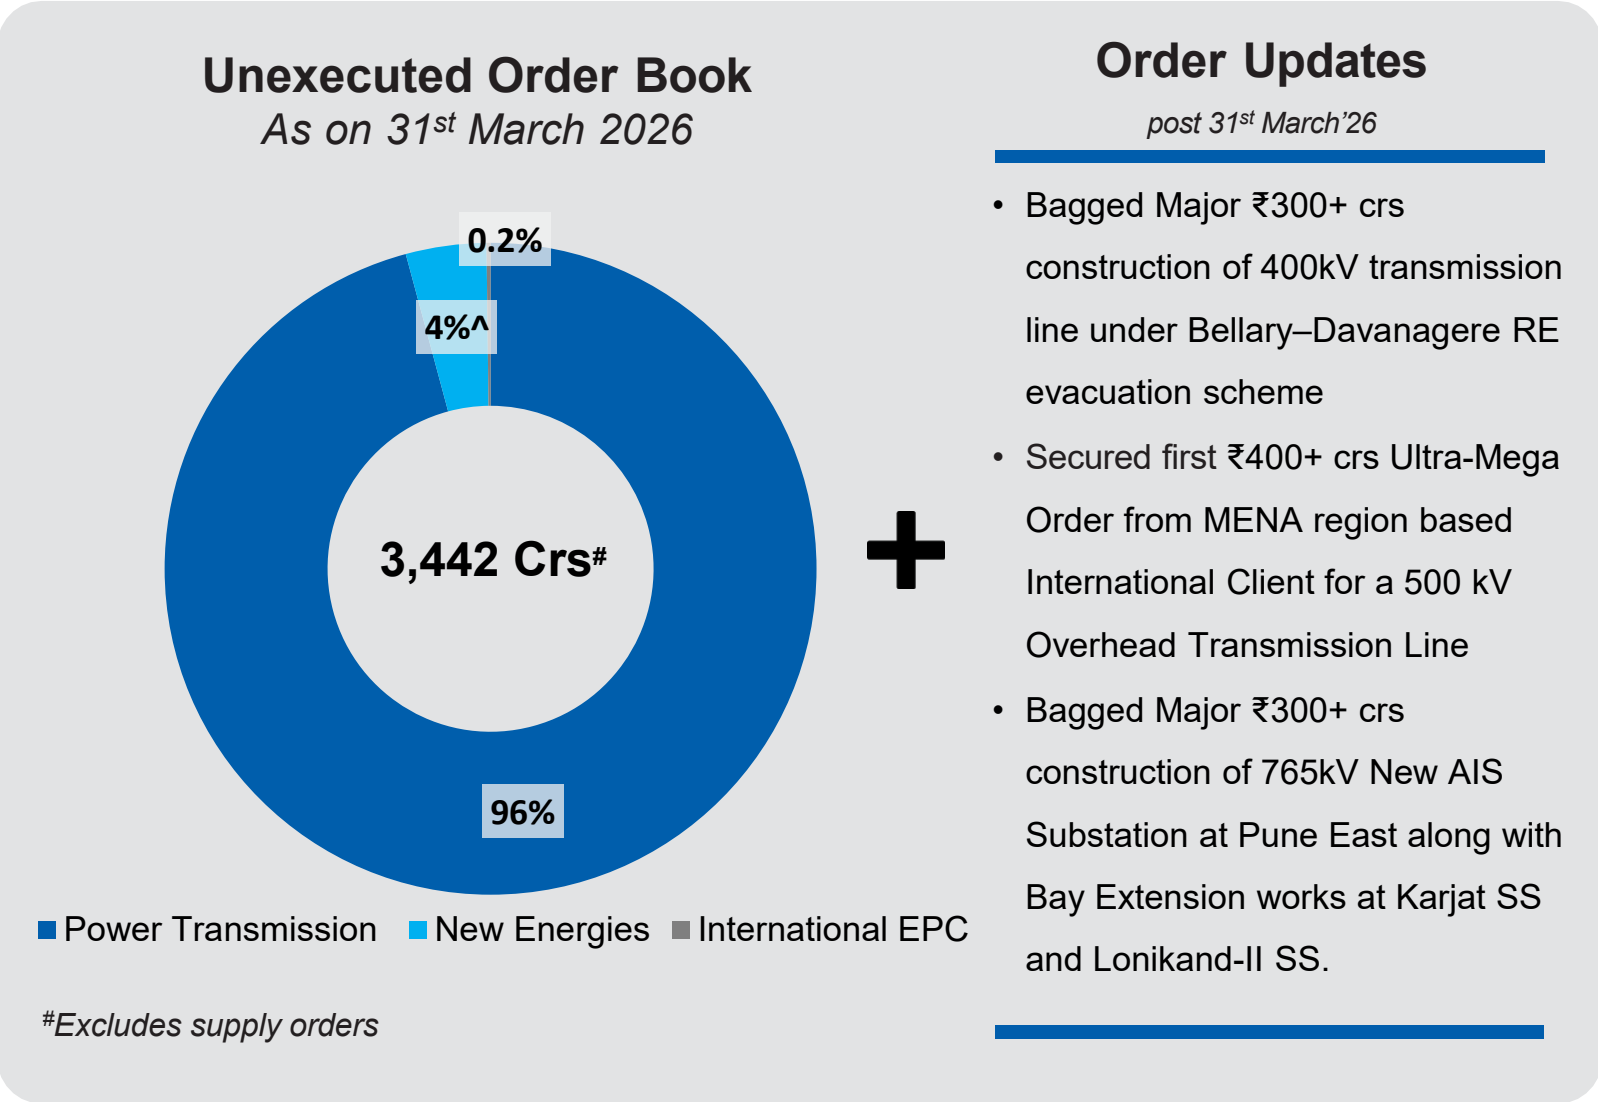 Unexecuted Order Book
As on 31st March 2026
0.2%
4%^
3,442 Crs#
96%
Power Transmission
New Energies
International EPC
#Excludes supply orders
+
Order Updates
post 31st March’26
• Bagged Major ₹300+ crs
construction of 400kV transmission
line under Bellary–Davanagere RE
evacuation scheme
• Secured first ₹400+ crs Ultra-Mega
Order from MENA region based
International Client for a 500 kV
Overhead Transmission Line
• Bagged Major ₹300+ crs
construction of 765kV New AIS
Substation at Pune East along with
Bay Extension works at Karjat SS
and Lonikand-II SS.